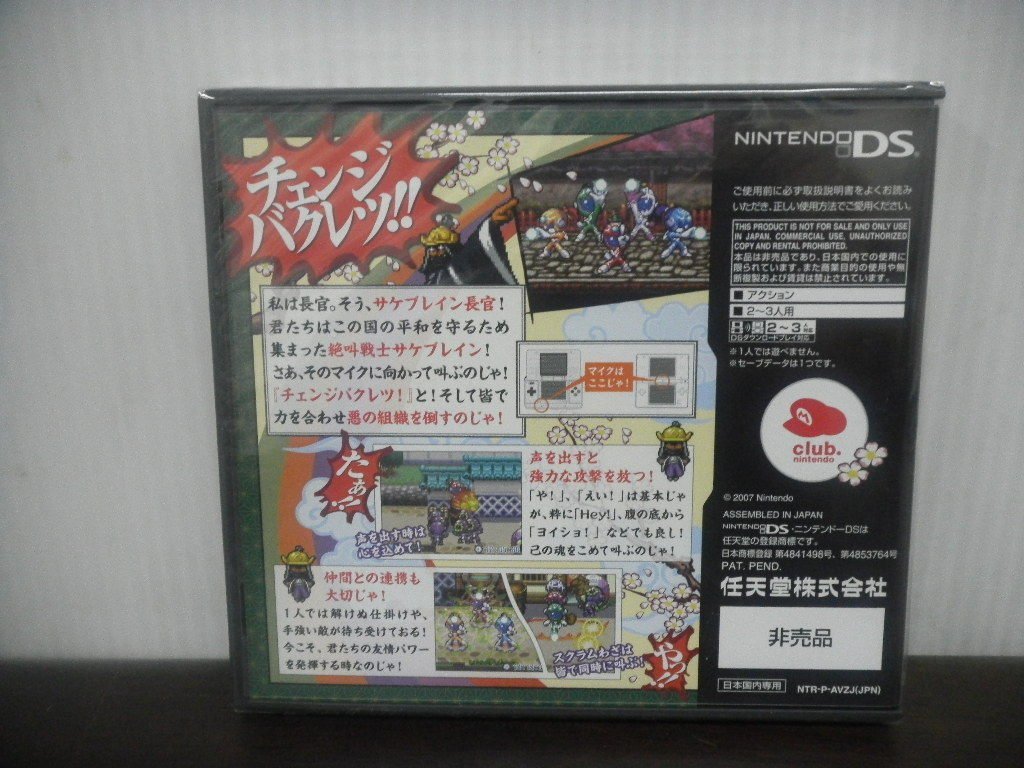 チェンジ
バクレツ!!
私は長官。そう、サケブレイン長官!
君たちはこの国の平和を守るため
集まった絶叫戦士サケブレイン!
さあ、そのマイクに向かって叫ぶのじゃ!
『チェンジバクレツ!』と!そして皆で
力を合わせ悪の組織を倒すのじゃ!
マイクは
ここじゃ!
たぁ!!
声を出す時は
心を込めて!
声を出すと
強力な攻撃を放つ!
「や!」、「えい!」は基本じゃ
が、粋に「Hey!」、腹の底から
「ヨイショ!」などでも良し!
己の魂をこめて叫ぶのじゃ!
仲間との連携も
大切じゃ!
1人では解けぬ仕掛けや、
手強い敵が待ち受けておる!
今こそ、君たちの友情パワー
を発揮する時なのじゃ!
スクラムわざは
皆で同時に叫ぶ!
やっ!!
NINTENDO DS
ご使用前に必ず取扱説明書をよくお読み
いただき、正しい使用方法でご愛用ください。
THIS PRODUCT IS NOT FOR SALE AND ONLY USE
IN JAPAN. COMMERCIAL USE, UNAUTHORIZED
COPY AND RENTAL PROHIBITED.
本品は非売品であり、日本国内での使用に
限られています。また商業目的の使用や無
断複製および賃貸は禁止されています。
■ アクション
■ 2〜3人用
2〜3人対応
DSダウンロードプレイ対応
※1人では遊べません。
※セーブデータは1つです。
club.
nintendo
© 2007 Nintendo
ASSEMBLED IN JAPAN
NINTENDO DS・ニンテンドーDSは
任天堂の登録商標です。
日本商標登録 第4841498号、第4853764号
PAT. PEND.
任天堂株式会社
非売品
日本国内専用
NTR-P-AVZJ(JPN)